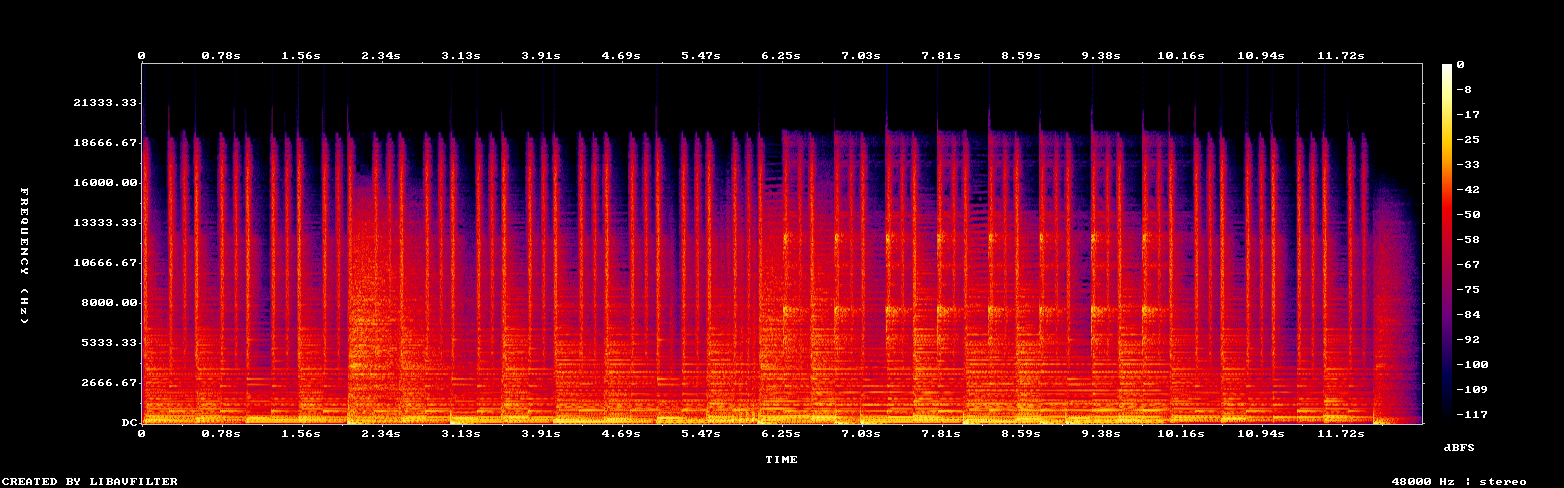 0 0.78s 1.56s 2.34s 3.13s 3.91s 4.69s 5.47s 6.25s 7.03s 7.81s 8.59s 9.38s 10.16s 10.94s 11.72s
21333.33
18666.67
16000.00
13333.33
10666.67
8000.00
5333.33
2666.67
DC
FREQUENCY (Hz)
0
-8
-17
-25
-33
-42
-50
-58
-67
-75
-84
-92
-100
-109
-117
dBFS
0 0.78s 1.56s 2.34s 3.13s 3.91s 4.69s 5.47s 6.25s 7.03s 7.81s 8.59s 9.38s 10.16s 10.94s 11.72s
TIME
CREATED BY LIBAVFILTER
48000 Hz | stereo